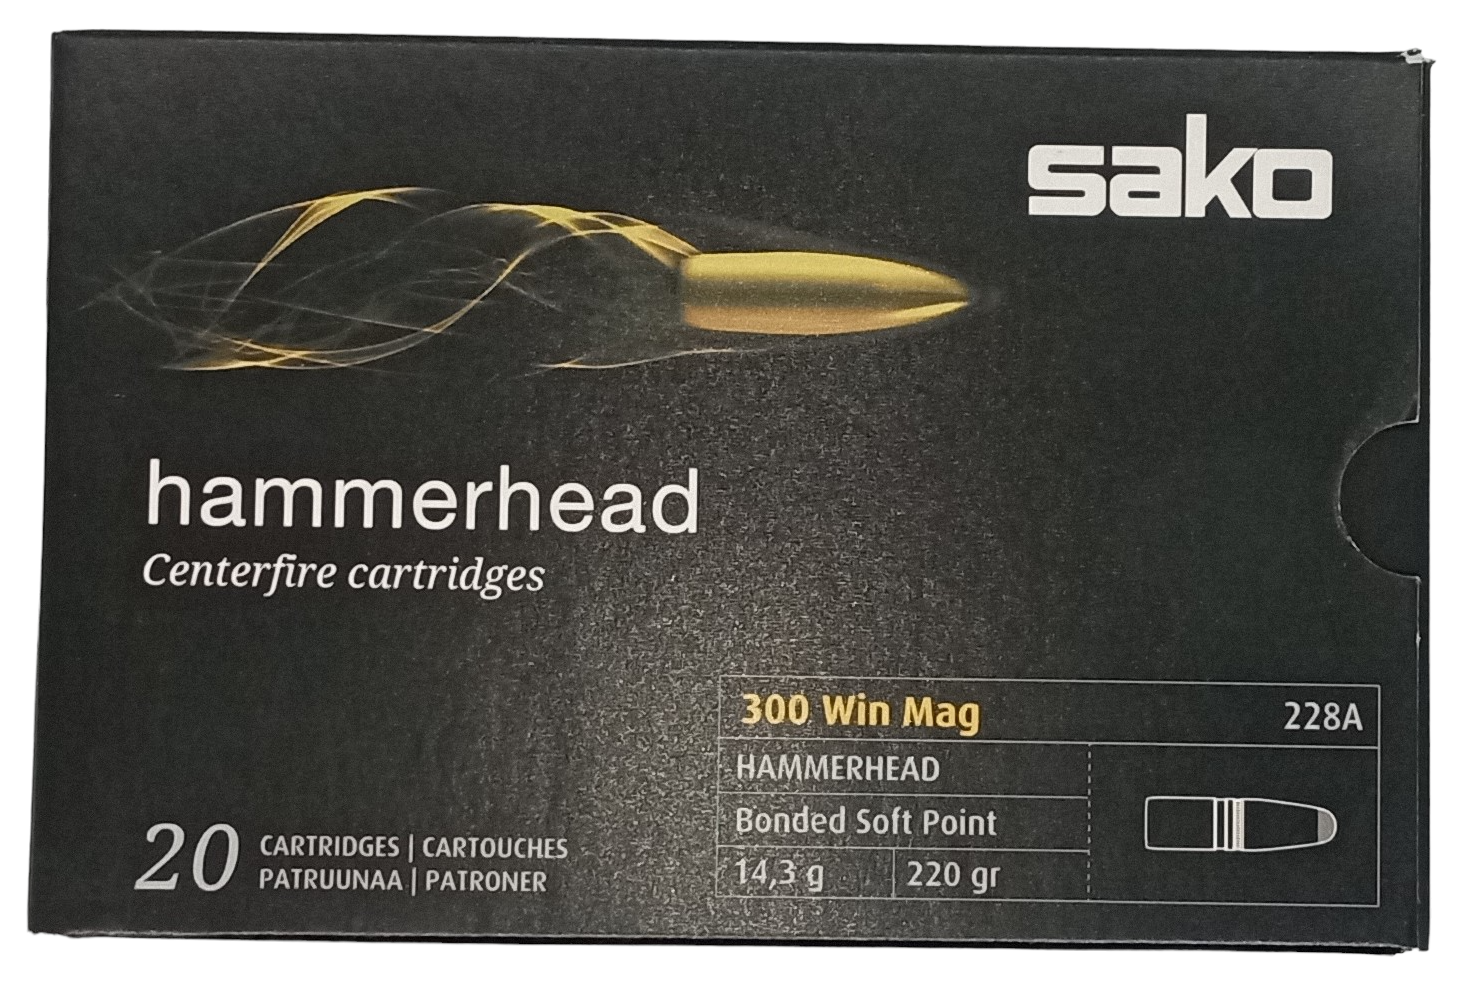 sako
hammerhead
Centerfire cartridges
300 Win Mag 228A
HAMMERHEAD
Bonded Soft Point
14,3 g 220 gr
20 CARTRIDGES | CARTOUCHES
PATRUUNAA | PATRONER